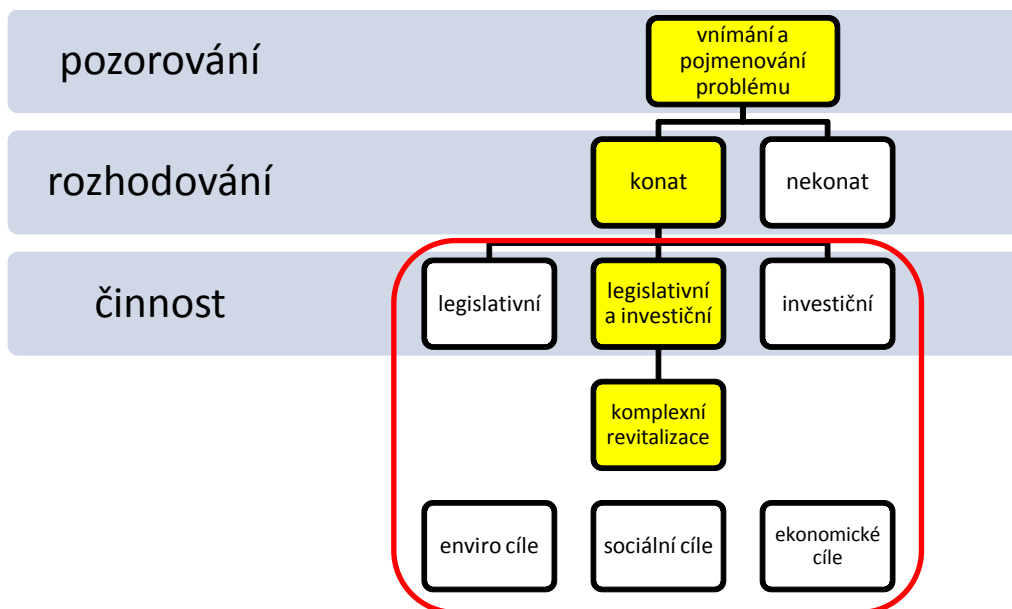 pozorování
vnímání a
pojmenování
problému
rozhodování
konat
nekonat
činnost
legislativní
legislativní
a investiční
investiční
komplexní
revitalizace
enviro cíle
sociální cíle
ekonomické
cíle